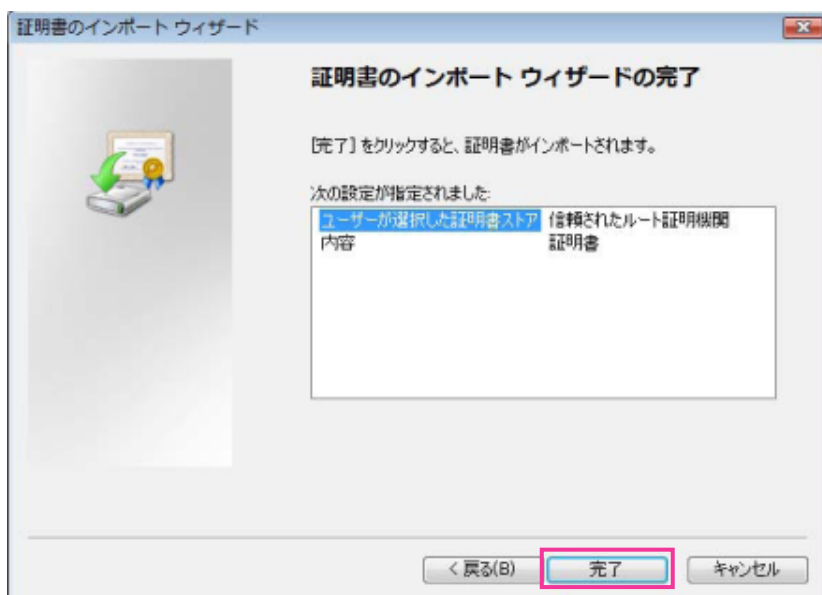 証明書のインポート ウィザード
証明書のインポート ウィザードの完了
[完了] をクリックすると、証明書がインポートされます。
次の設定が指定されました:
ユーザーが選択した証明書ストア 信頼されたルート証明機関
内容 証明書
< 戻る(B) 完了 キャンセル